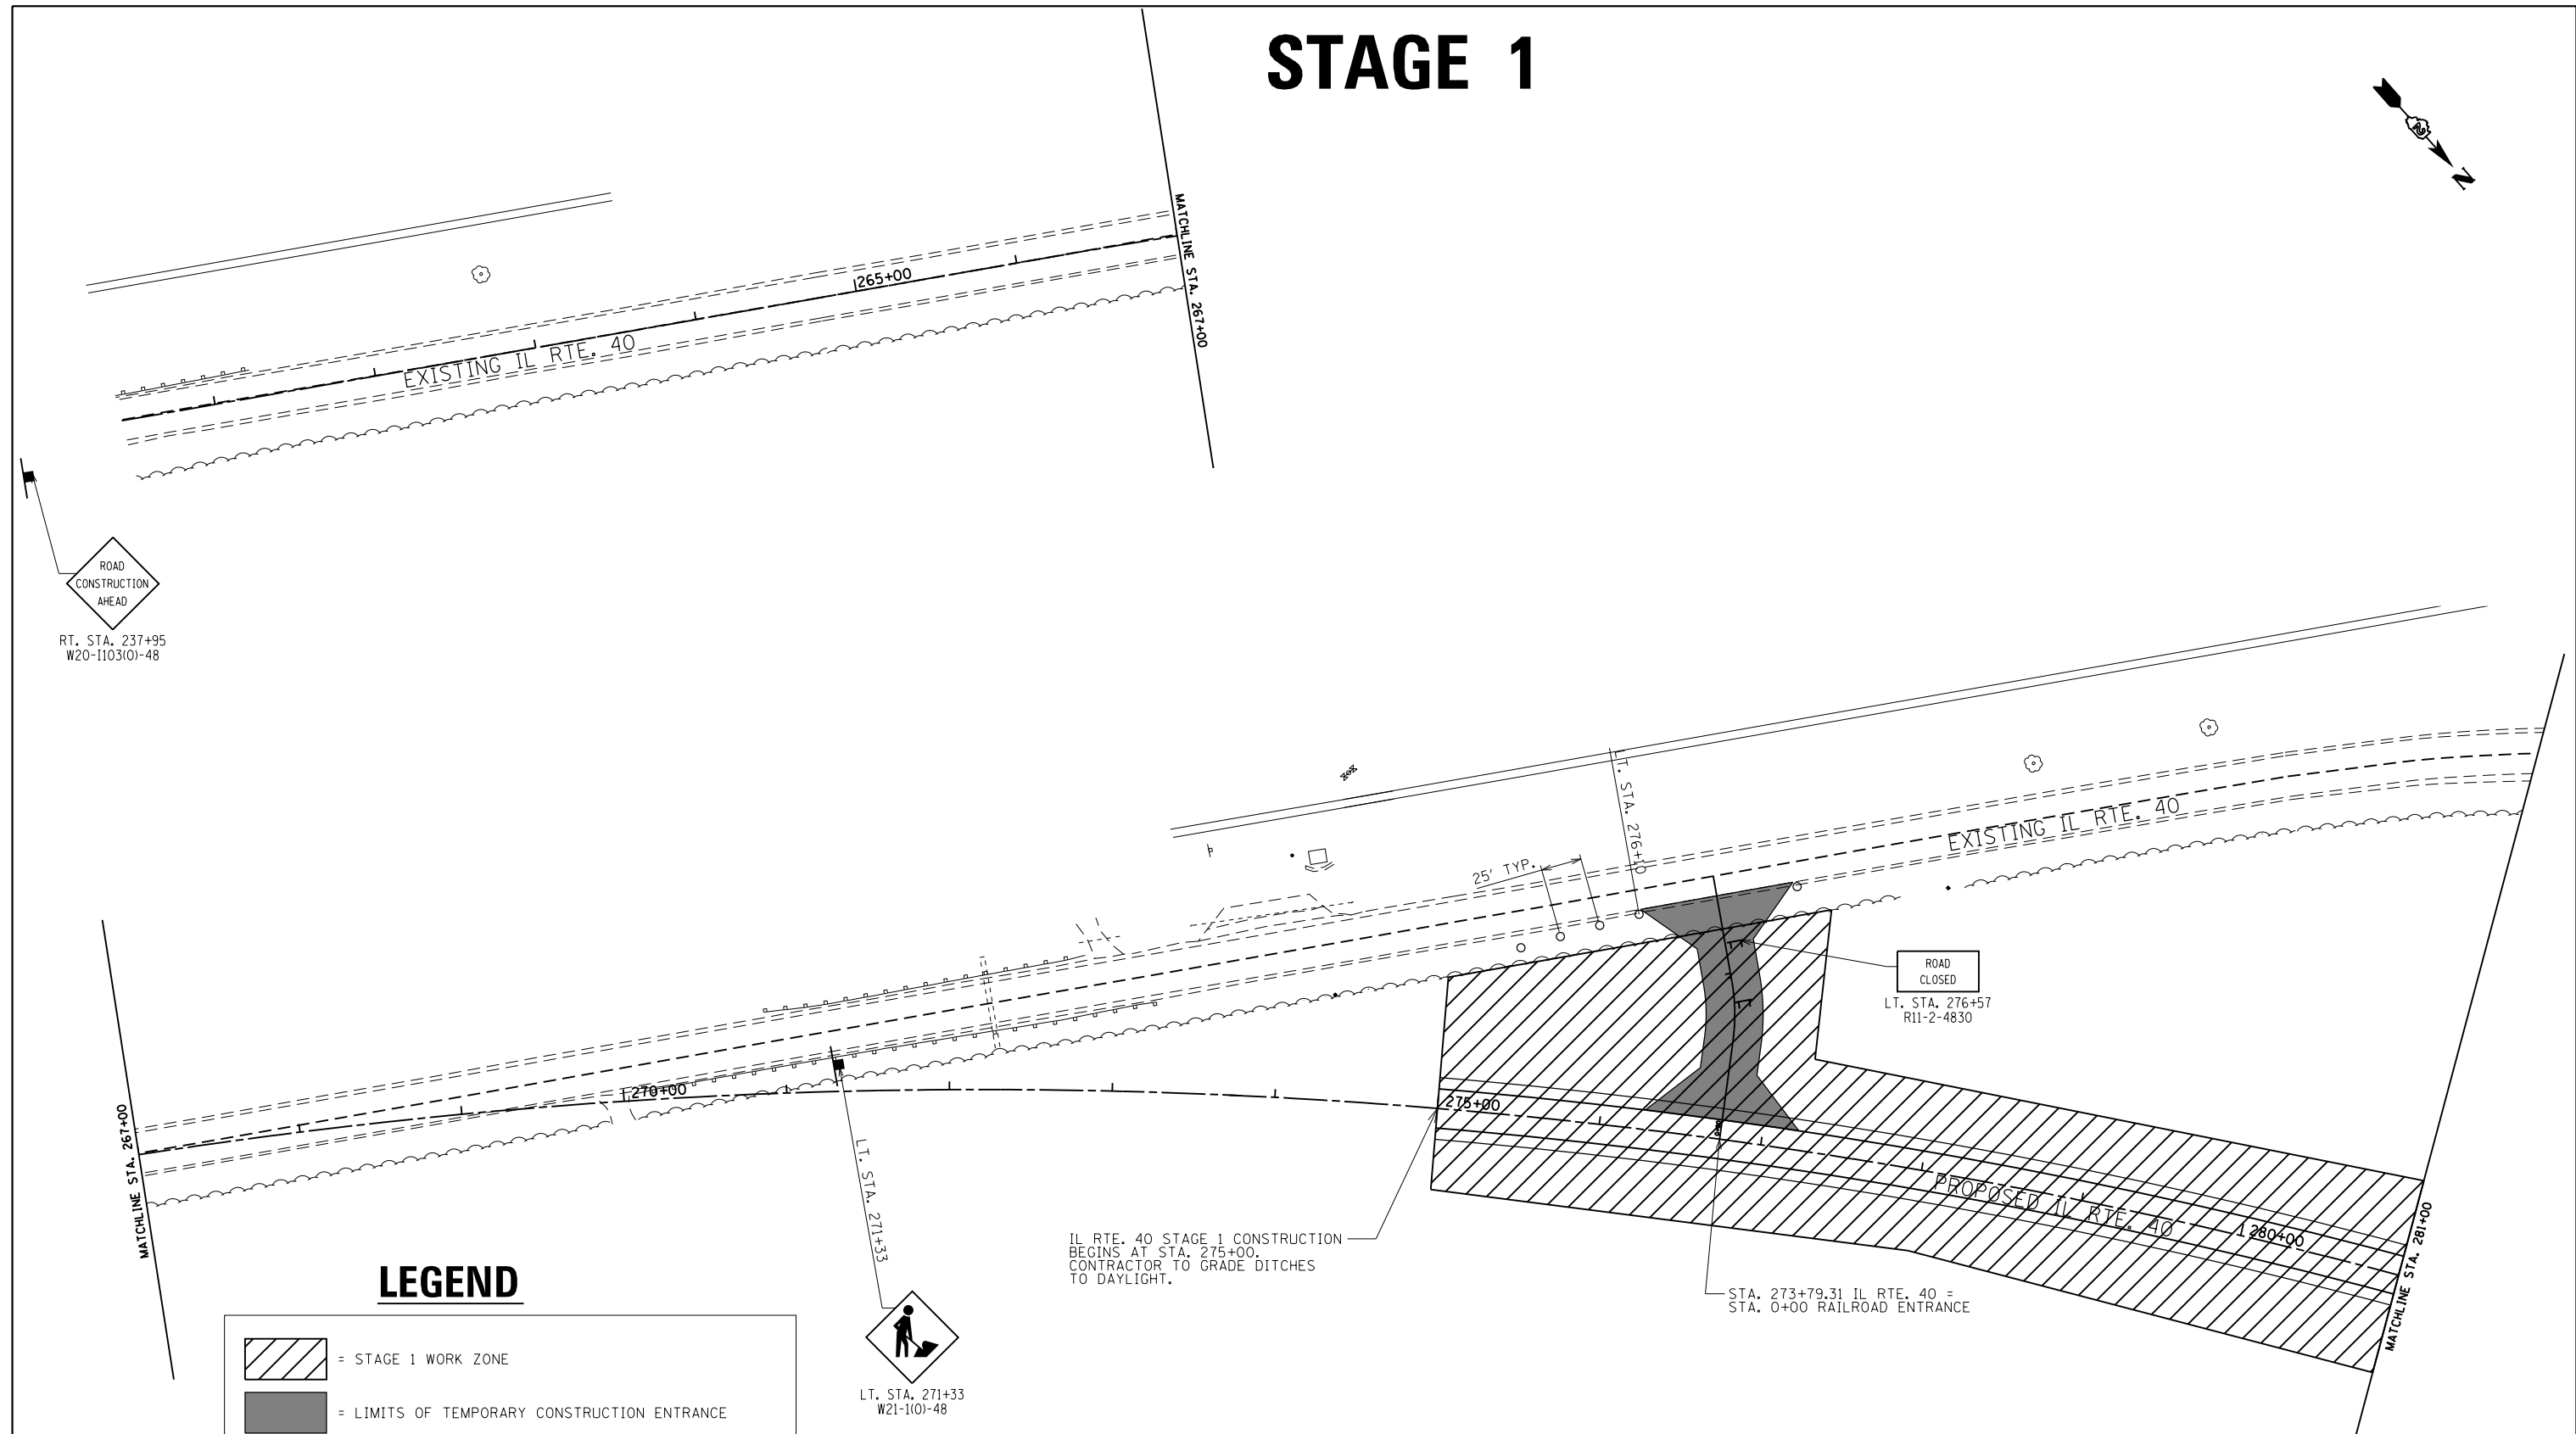 STAGE 1
N
MATCHLINE STA. 267+00
265+00
EXISTING IL RTE. 40
ROAD
CONSTRUCTION
AHEAD
RT. STA. 237+95
W20-I103(O)-48
LT. STA. 276+10
25' TYP.
EXISTING IL RTE. 40
ROAD
CLOSED
LT. STA. 276+57
R11-2-4830
270+00
275+00
MATCHLINE STA. 267+00
LT. STA. 271+33
PROPOSED IL RTE. 40
280+00
MATCHLINE STA. 281+00
IL RTE. 40 STAGE 1 CONSTRUCTION
BEGINS AT STA. 275+00.
CONTRACTOR TO GRADE DITCHES
TO DAYLIGHT.
STA. 273+79.31 IL RTE. 40 =
STA. 0+00 RAILROAD ENTRANCE
LEGEND
= STAGE 1 WORK ZONE
= LIMITS OF TEMPORARY CONSTRUCTION ENTRANCE
LT. STA. 271+33
W21-1(O)-48